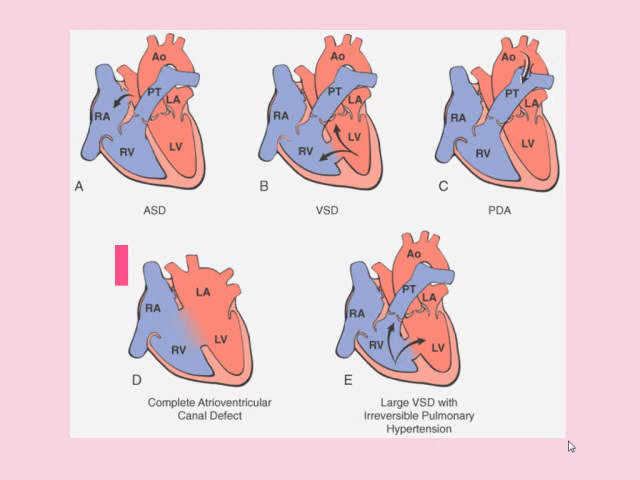 Ao
PT
LA
RA
RV
LV
A
ASD
Ao
PT
LA
RA
LV
RV
B
VSD
Ao
PT
LA
RA
LV
RV
C
PDA
LA
RA
LV
RV
D
Complete Atrioventricular
Canal Defect
Ao
PT
LA
RA
RV
LV
E
Large VSD with
Irreversible Pulmonary
Hypertension